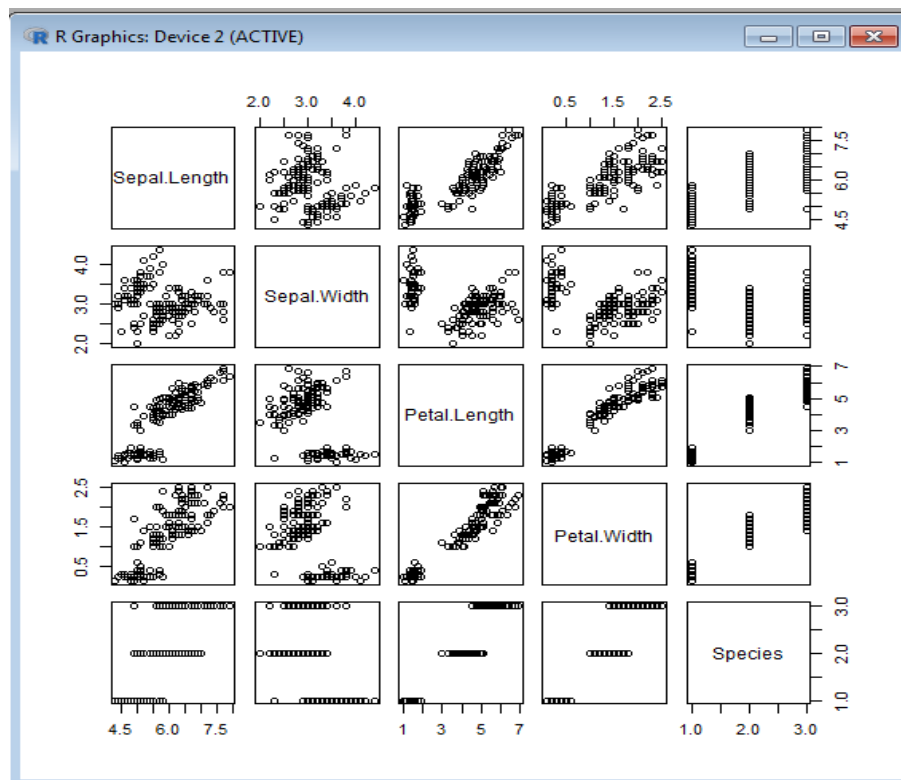 R Graphics: Device 2 (ACTIVE)
2.0 3.0 4.0
0.5 1.5 2.5
Sepal.Length
4.5 6.0 7.5
2.0 3.0 4.0
Sepal.Width
Petal.Length
1 3 5 7
0.5 1.5 2.5
Petal.Width
Species
1.0 2.0 3.0
4.5 6.0 7.5
1 3 5 7
1.0 2.0 3.0